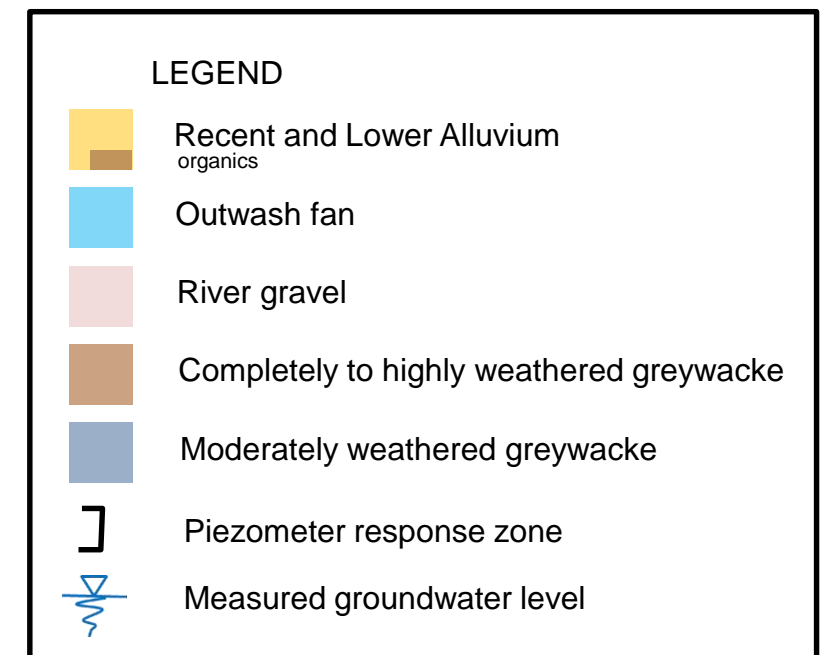 LEGEND
Recent and Lower Alluvium
organics
Outwash fan
River gravel
Completely to highly weathered greywacke
Moderately weathered greywacke
Piezometer response zone
Measured groundwater level